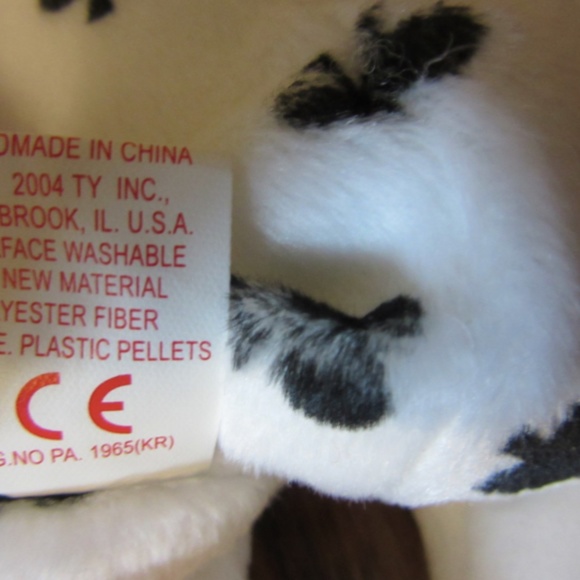 DMADE IN CHINA
2004 TY INC.,
BROOK, IL. U.S.A.
FACE WASHABLE
NEW MATERIAL
YESTER FIBER
E. PLASTIC PELLETS
CE
G.NO PA. 1965(KR)